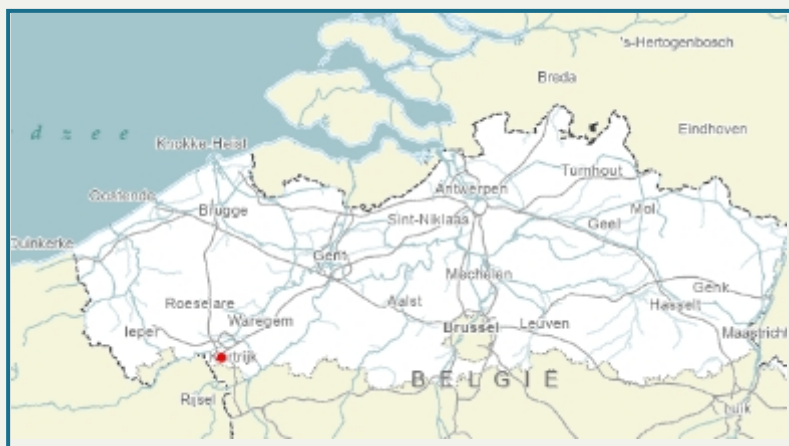 's-Hertogenbosch
Breda
d z e e
Eindhoven
Knokke-Heist
Turnhout
Antwerpen
Oostende
Mol
Brugge
Sint-Niklaas
Geel
Duinkerke
Gent
Mechelen
Genk
Roeselare
Aalst
Hasselt
Waregem
Ieper
Brussel
Leuven
Maastricht
Kortrijk
BELGIË
Rijsel
Luik